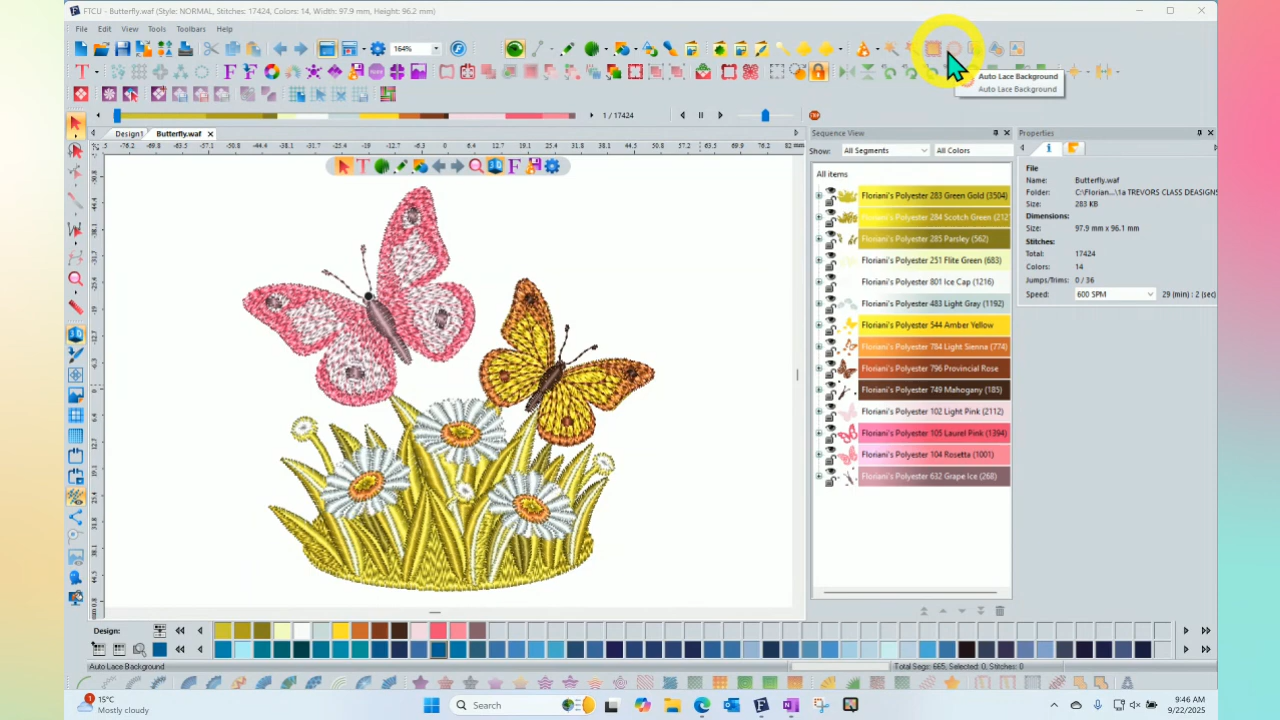 FTCU - Butterfly.waf (Style: NORMAL, Stitches: 17424, Colors: 14, Width: 97.9 mm, Height: 96.2 mm)
File Edit View Tools Toolbars Help
164%
Auto Lace Background
Auto Lace Background
1 / 17424
Design1 Butterfly.waf
Sequence View
Properties
Show: All Segments All Colors
All items
Floriani's Polyester 283 Green Gold (3504)
Floriani's Polyester 284 Scotch Green (212
Floriani's Polyester 285 Parsley (562)
Floriani's Polyester 251 Flite Green (683)
Floriani's Polyester 801 Ice Cap (1216)
Floriani's Polyester 483 Light Gray (1192)
Floriani's Polyester 544 Amber Yellow
Floriani's Polyester 784 Light Sienna (774)
Floriani's Polyester 796 Provincial Rose
Floriani's Polyester 749 Mahogany (185)
Floriani's Polyester 102 Light Pink (2112)
Floriani's Polyester 105 Laurel Pink (1394)
Floriani's Polyester 104 Rosetta (1001)
Floriani's Polyester 632 Grape Ice (268)
File
Name: Butterfly.waf
Folder: C:\Florian...\1a TREVORS CLASS DEASIGNS
Size: 283 KB
Dimensions:
Size: 97.9 mm x 96.1 mm
Stitches:
Total: 17424
Colors: 14
Jumps/Trims: 0 / 36
Speed: 600 SPM 29 (min) : 2 (sec)
Design:
Auto Lace Background
Total Segs: 665, Selected: 0, Stitches: 0
15°C
Mostly cloudy
Search
9:46 AM
9/22/2025